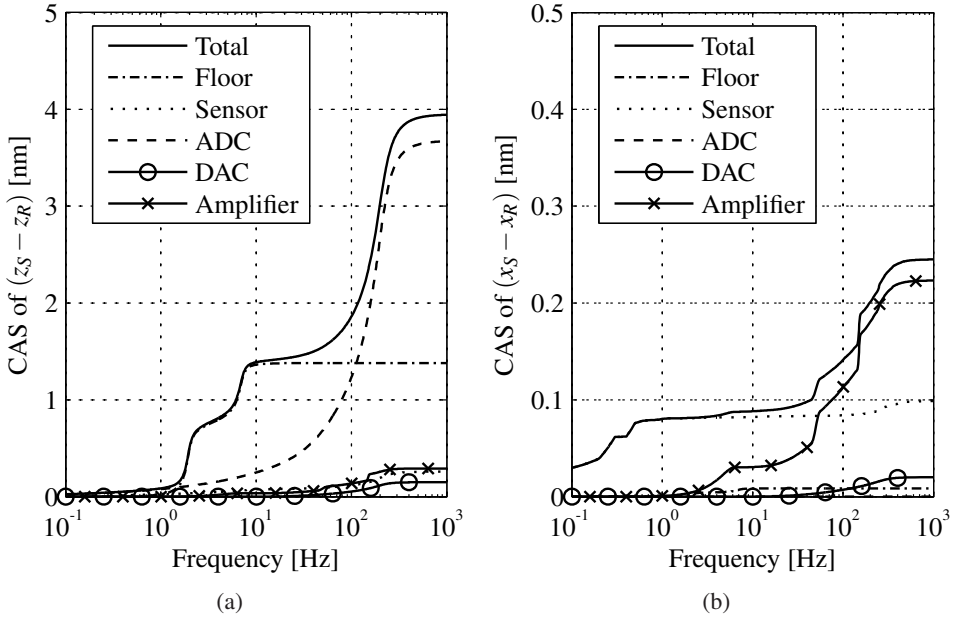 5
4
3
2
1
0
CAS of (z_S − z_R) [nm]
Total
Floor
Sensor
ADC
DAC
Amplifier
10^-1
10^0
10^1
10^2
10^3
Frequency [Hz]
(a)
0.5
0.4
0.3
0.2
0.1
0
CAS of (x_S − x_R) [nm]
Total
Floor
Sensor
ADC
DAC
Amplifier
10^-1
10^0
10^1
10^2
10^3
Frequency [Hz]
(b)